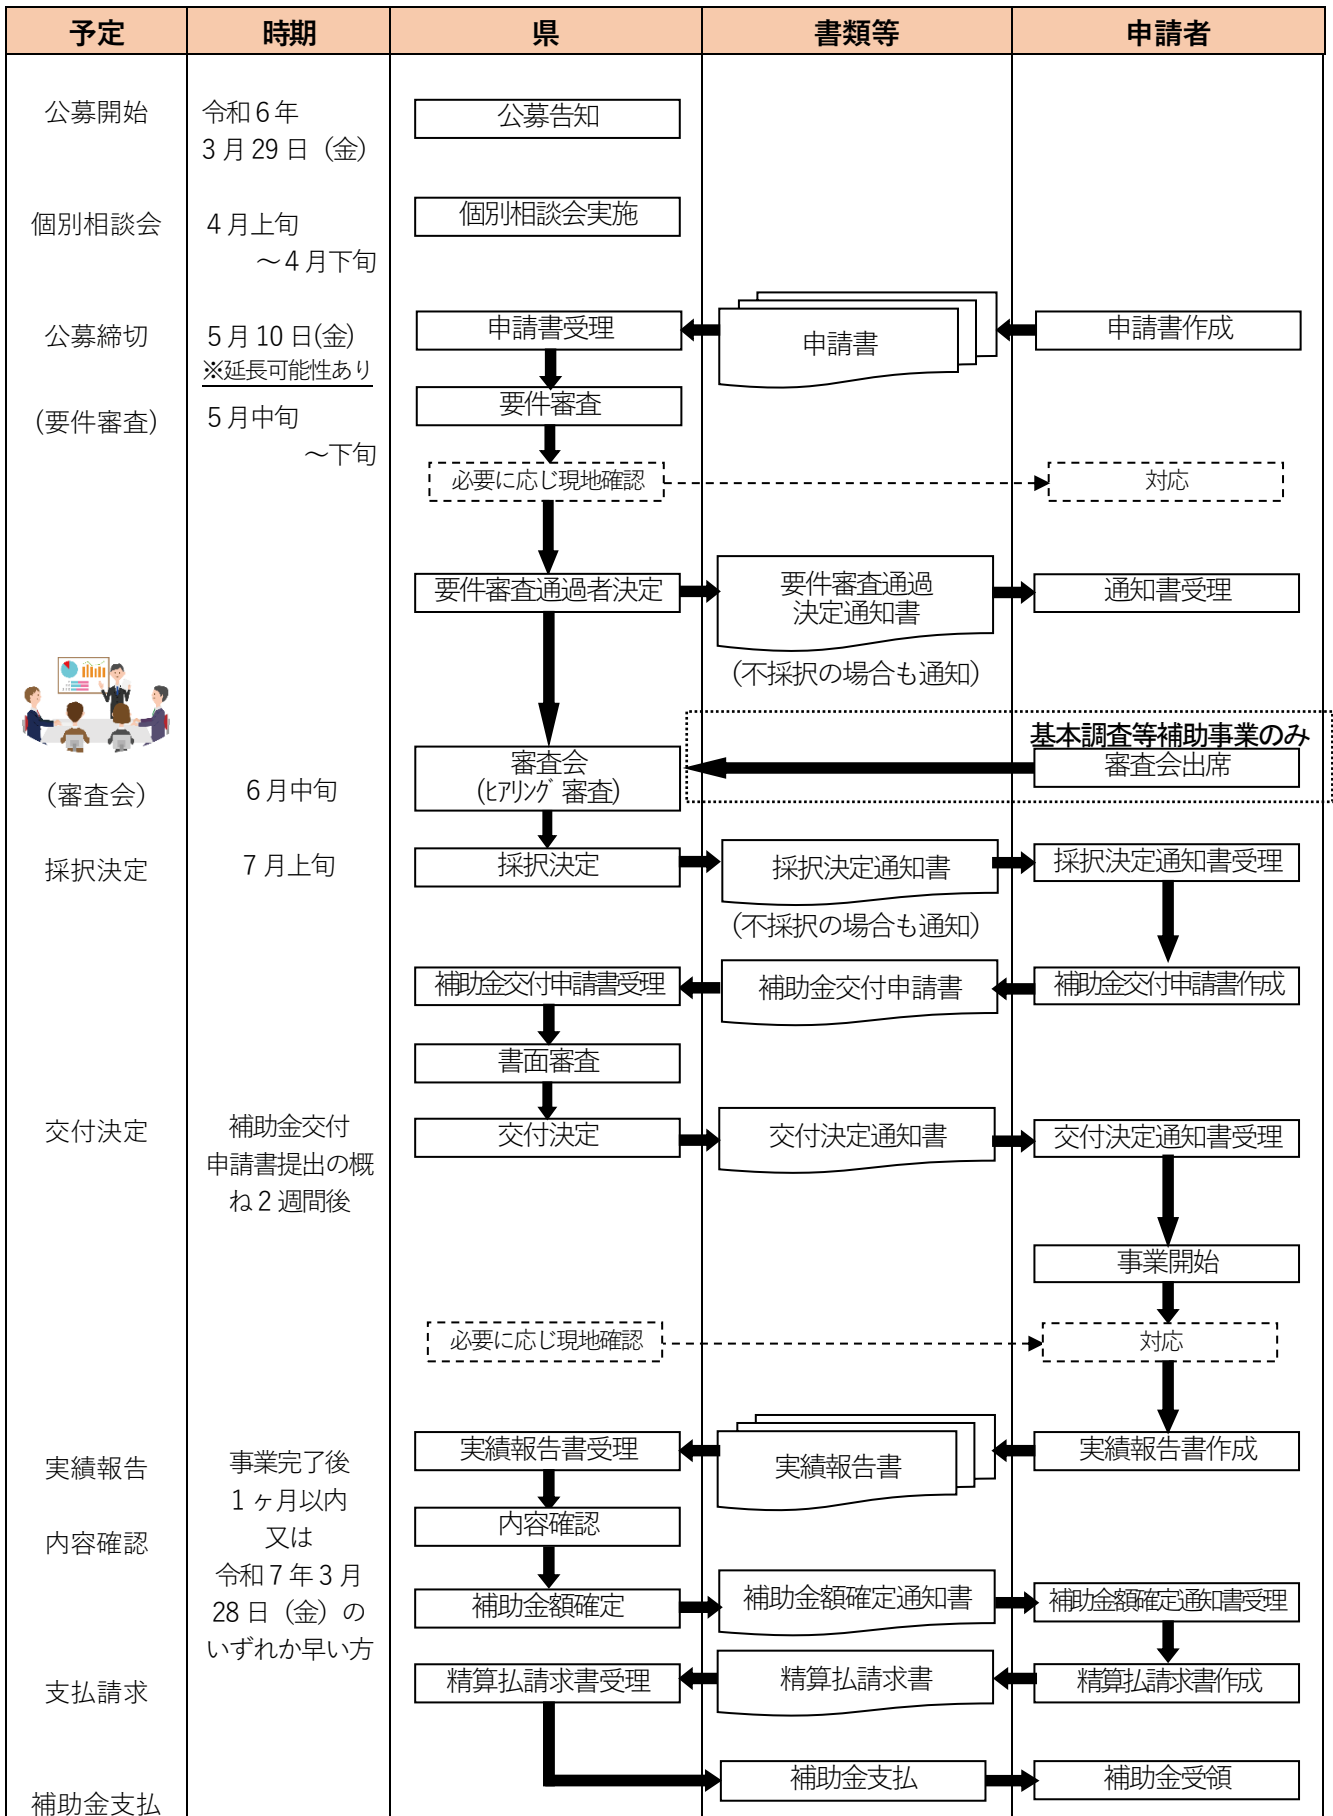 予定 時期 県 書類等 申請者
公募開始 令和6年 公募告知
3月29日（金）
個別相談会 4月上旬 個別相談会実施
～4月下旬
公募締切 5月10日(金) 申請書受理 申請書 申請書作成
※延長可能性あり
(要件審査) 5月中旬 要件審査
～下旬
必要に応じ現地確認 対応
要件審査通過者決定 要件審査通過 通知書受理
決定通知書
(不採択の場合も通知)
基本調査等補助事業のみ
審査会 審査会出席
(審査会) 6月中旬 (ﾋｱﾘﾝｸﾞ審査)
採択決定 7月上旬 採択決定 採択決定通知書 採択決定通知書受理
(不採択の場合も通知)
補助金交付申請書受理 補助金交付申請書 補助金交付申請書作成
書面審査
交付決定 補助金交付 交付決定 交付決定通知書 交付決定通知書受理
申請書提出の概
ね2週間後
事業開始
必要に応じ現地確認 対応
実績報告 事業完了後 実績報告書受理 実績報告書 実績報告書作成
1ヶ月以内
内容確認 又は 内容確認
令和7年3月
28日（金）の 補助金額確定 補助金額確定通知書 補助金額確定通知書受理
いずれか早い方
支払請求 精算払請求書受理 精算払請求書 精算払請求書作成
補助金支払 補助金支払 補助金受領